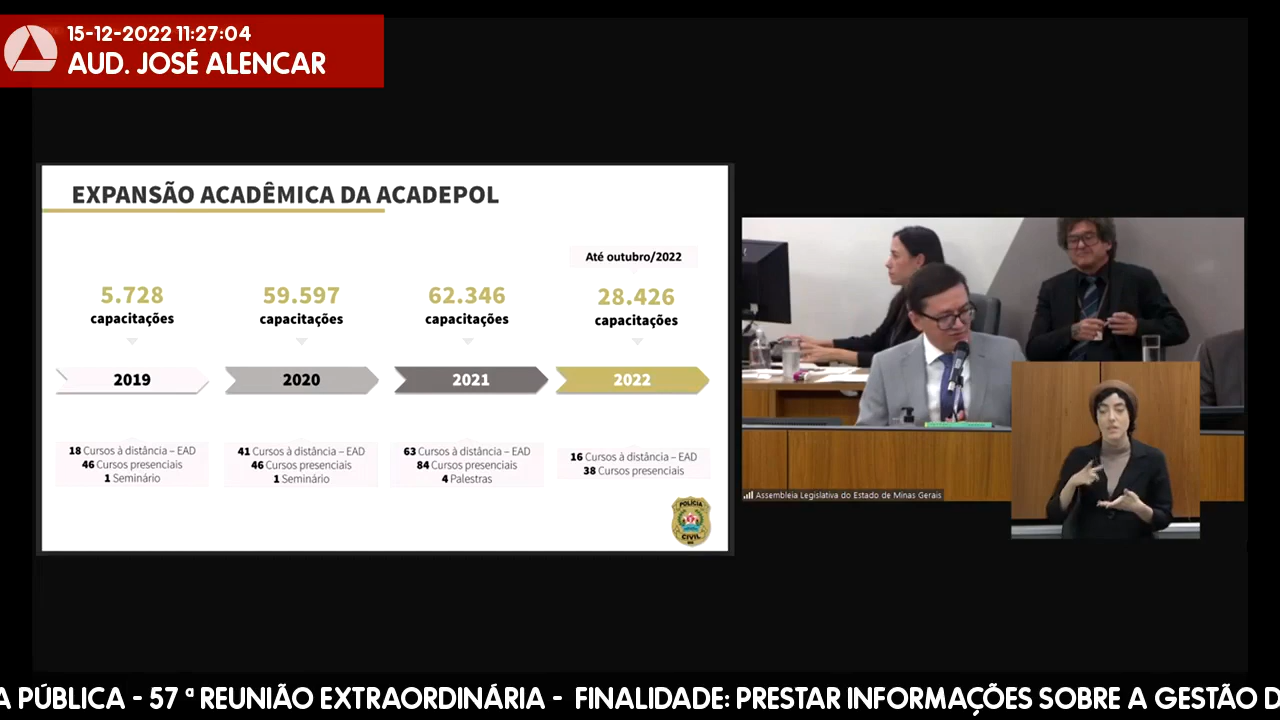 15-12-2022 11:27:04
AUD. JOSÉ ALENCAR
EXPANSÃO ACADÊMICA DA ACADEPOL
Até outubro/2022
5.728
capacitações
59.597
capacitações
62.346
capacitações
28.426
capacitações
2019
2020
2021
2022
18 Cursos à distância – EAD
46 Cursos presenciais
1 Seminário
41 Cursos à distância – EAD
46 Cursos presenciais
1 Seminário
63 Cursos à distância – EAD
84 Cursos presenciais
4 Palestras
16 Cursos à distância – EAD
38 Cursos presenciais
POLÍCIA
CIVIL
MG
Assembleia Legislativa do Estado de Minas Gerais
A PÚBLICA - 57 ª REUNIÃO EXTRAORDINÁRIA - FINALIDADE: PRESTAR INFORMAÇÕES SOBRE A GESTÃO D